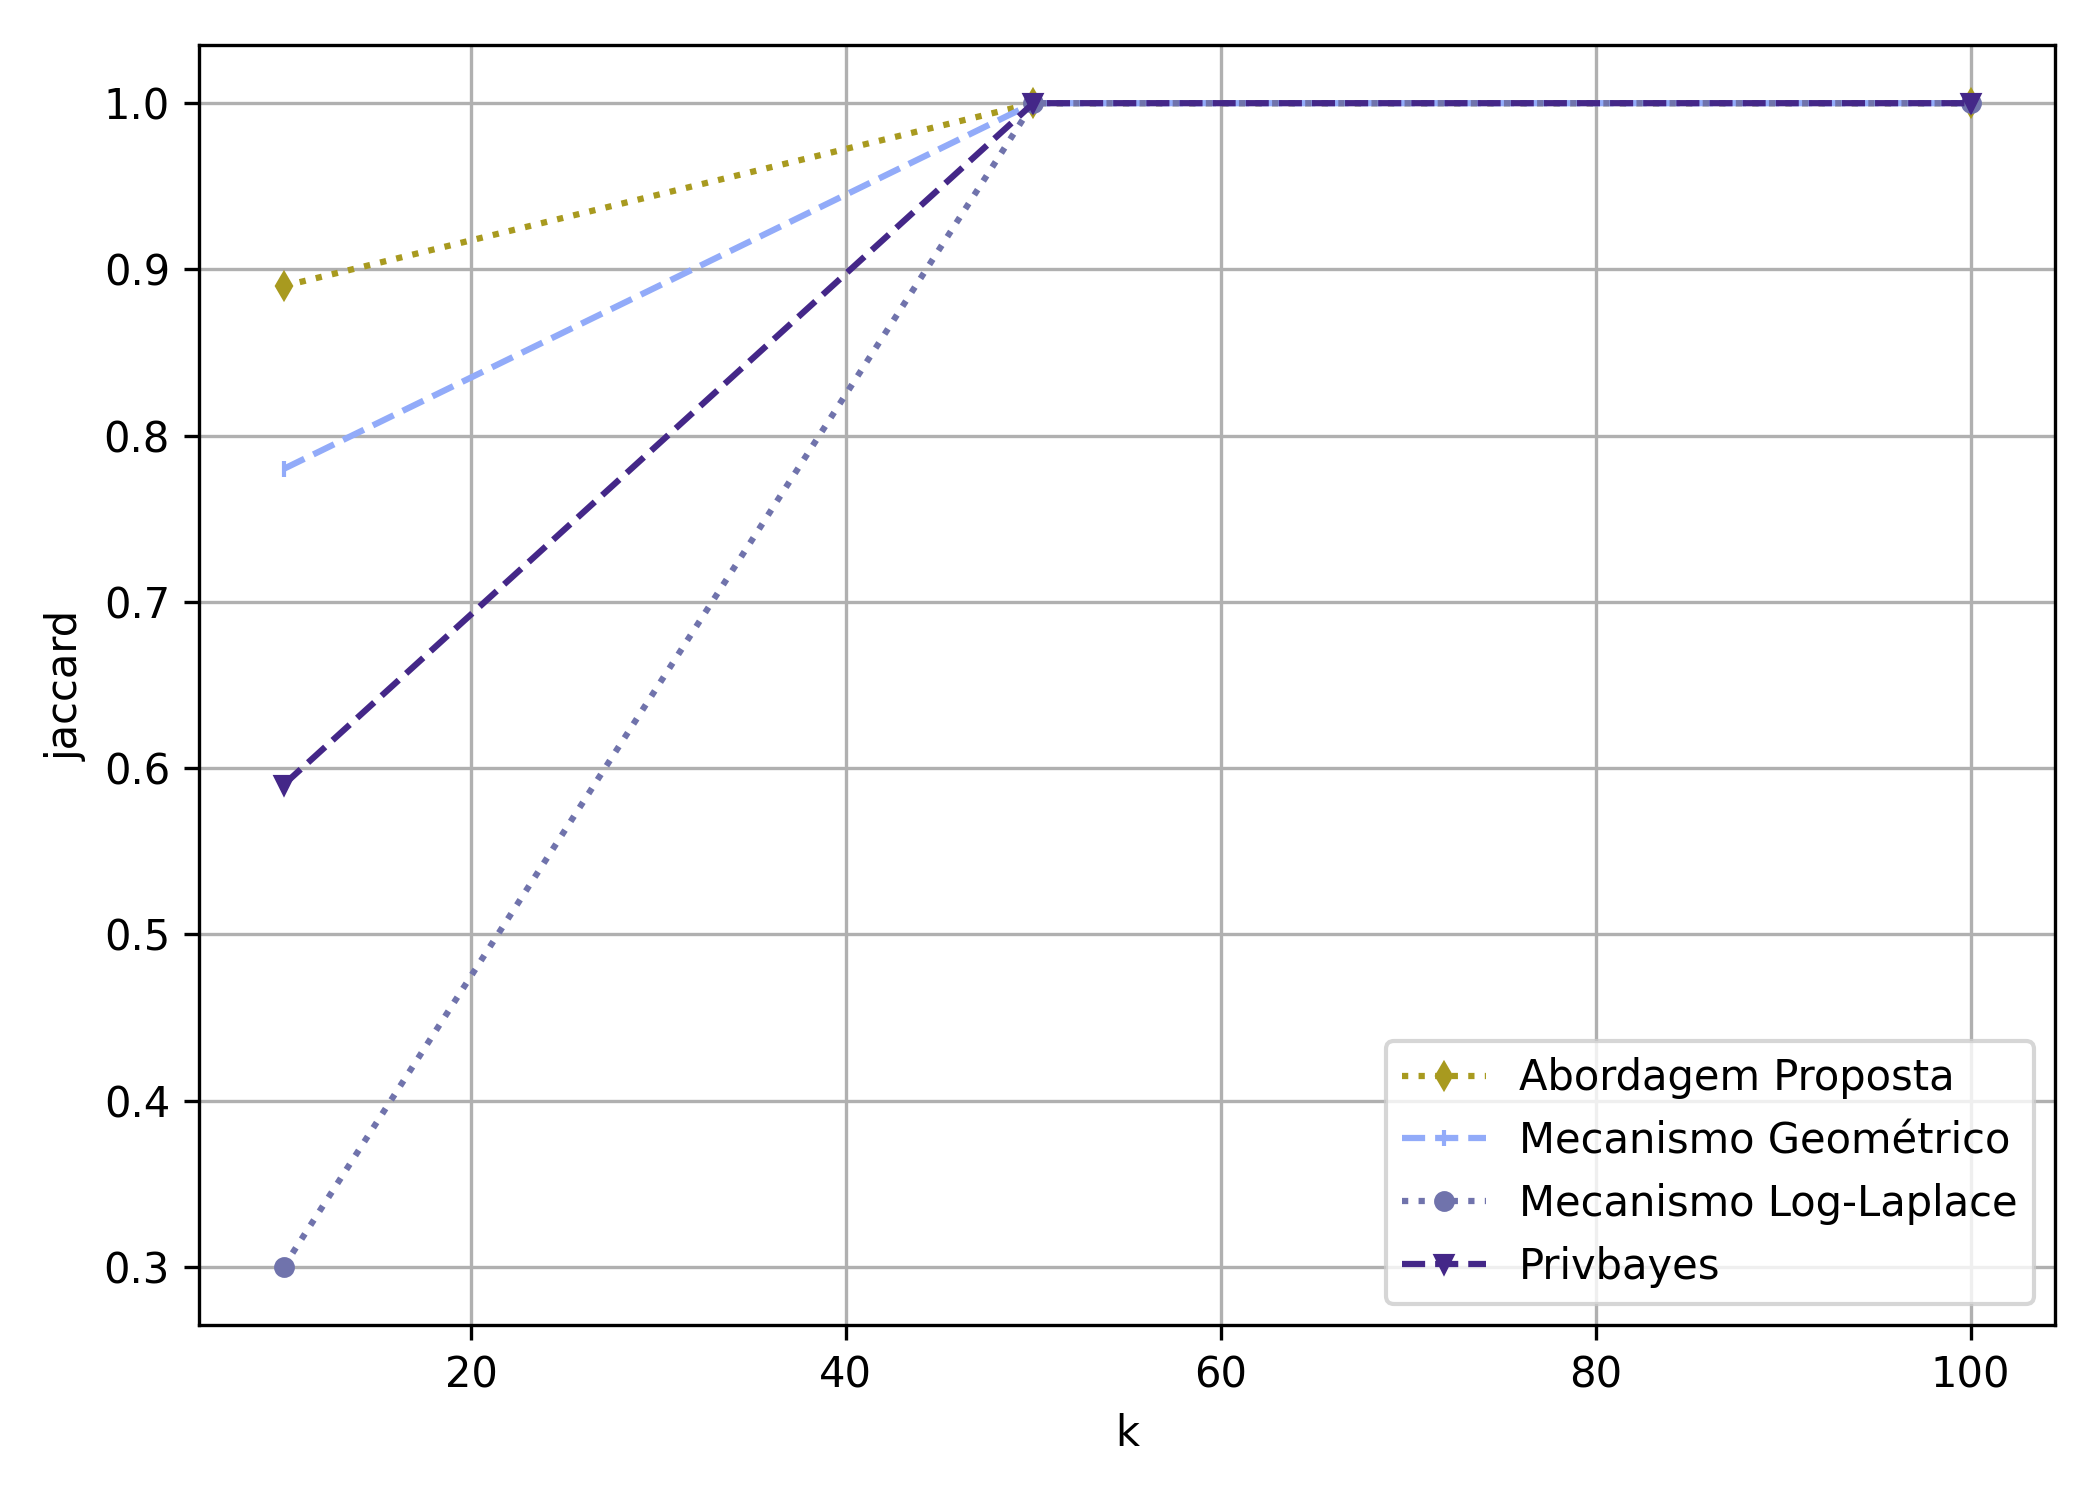 1.0
0.9
0.8
0.7
0.6
0.5
0.4
0.3
jaccard
20 40 60 80 100
k
Abordagem Proposta
Mecanismo Geométrico
Mecanismo Log-Laplace
Privbayes